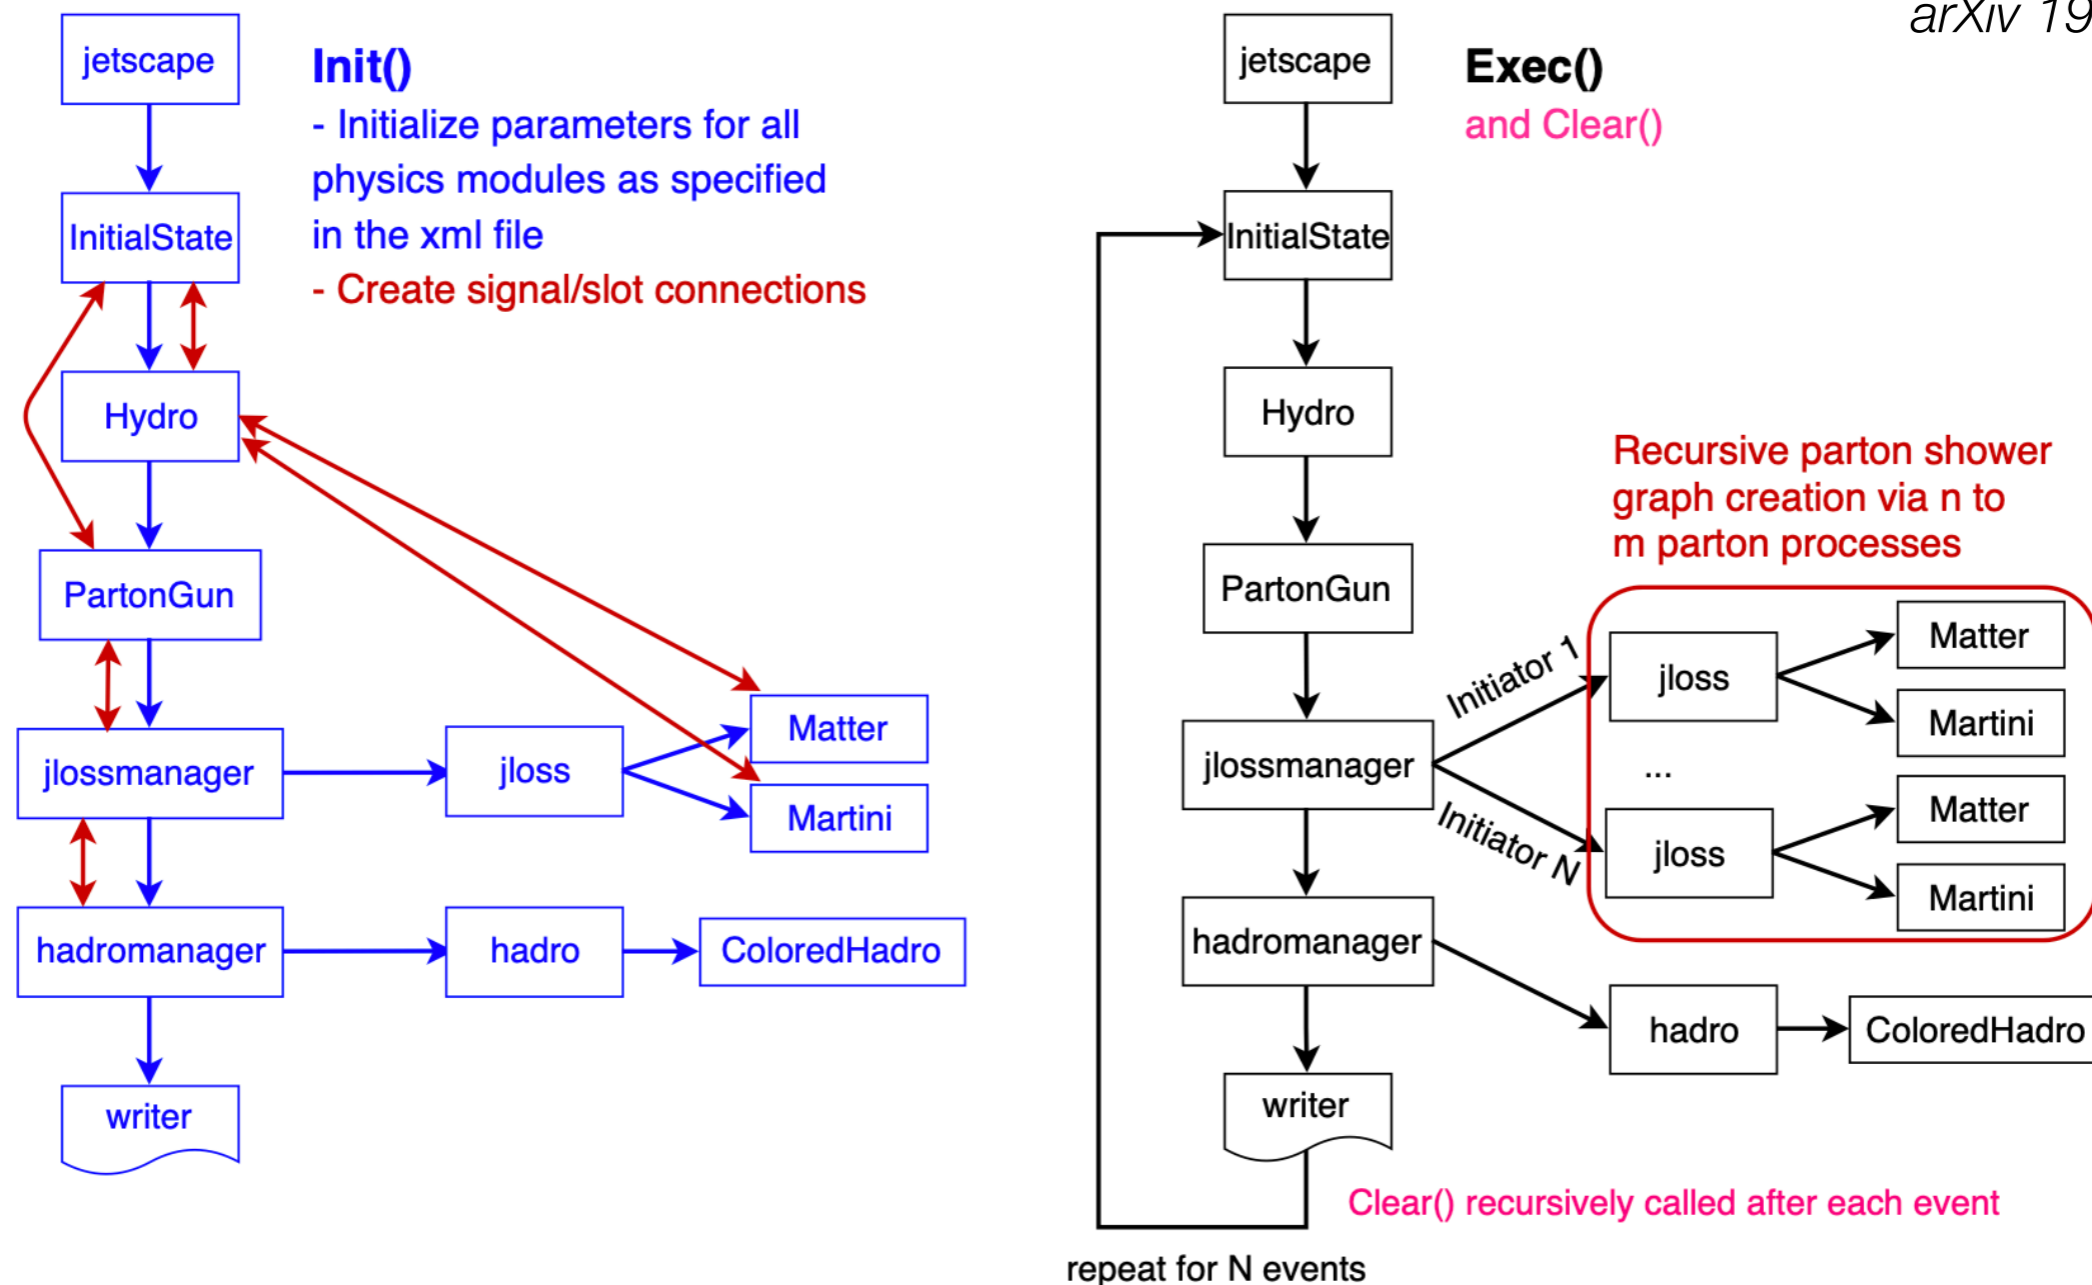 arXiv 19
jetscape
Init()
- Initialize parameters for all
physics modules as specified
in the xml file
- Create signal/slot connections
InitialState
Hydro
PartonGun
jlossmanager
jloss
Matter
Martini
hadromanager
hadro
ColoredHadro
writer
jetscape
Exec()
and Clear()
InitialState
Hydro
PartonGun
Recursive parton shower
graph creation via n to
m parton processes
jlossmanager
Initiator 1
Initiator N
jloss
Matter
Martini
...
jloss
Matter
Martini
hadromanager
hadro
ColoredHadro
writer
Clear() recursively called after each event
repeat for N events